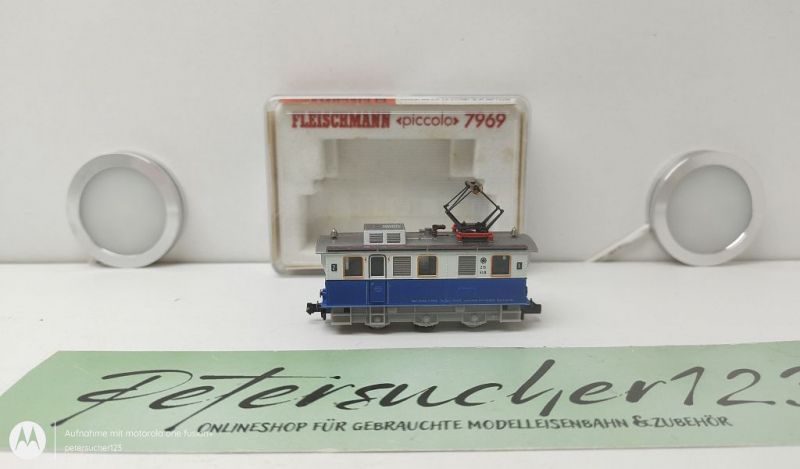 FLEISCHMANN «piccolo» 7969
Petersucher123
ONLINESHOP FÜR GEBRAUCHTE MODELLEISENBAHN & ZUBEHÖR
Aufnahme mit motorola one fusion+
petersucher123